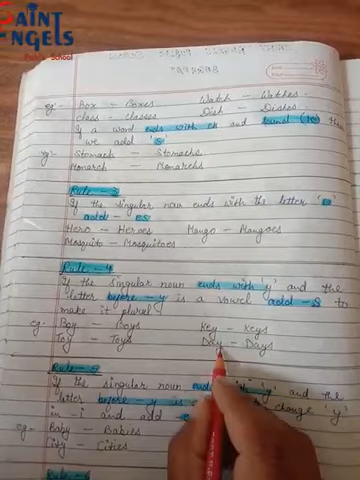 SAINT
ANGELS
Public School
eg:- Box - Boxes Watch - Watches
class - classes Dish - Dishes
If a word ends with ch and sound (k) then
we add 's'
eg:- Stomach - Stomachs
Monarch - Monarchs
Rule - 3
If the singular noun ends with the letter 'o'
add - es
Hero - Heroes Mango - Mangoes
Mosquito - Mosquitoes
Rule - 4
If the singular noun ends with 'y' and the
letter before - y is a vowel add - s to
make it plural
eg:- Boy - Boys Key - Keys
Toy - Toys Day - Days
Rule - 5
If the singular noun ends with 'y' and the
letter before - y is change 'y'
in - i and add
eg:- Baby - Babies
City - Cities
Rule